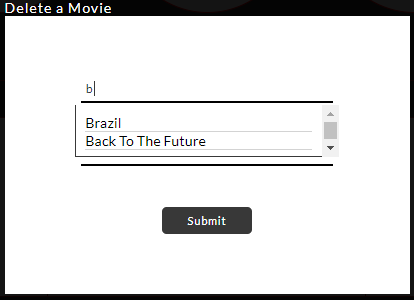 Delete a Movie
b
Brazil
Back To The Future
Submit